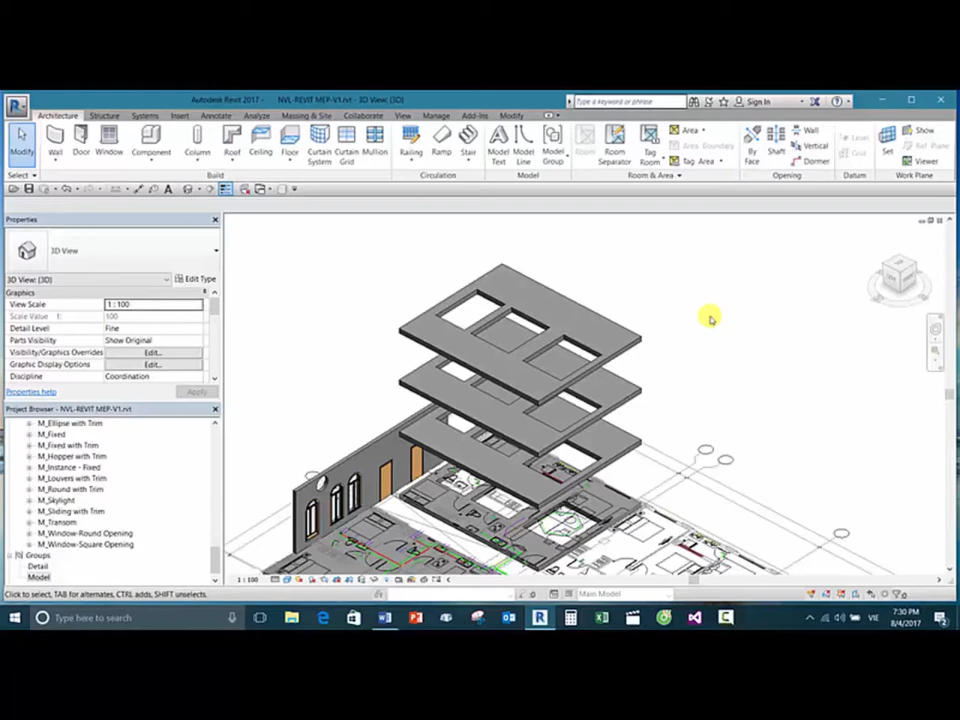 Autodesk Revit 2017 - NVL-REVIT MEP-V1.rvt - 3D View: {3D}
Type a keyword or phrase
Sign In
Architecture Structure Systems Insert Annotate Analyze Massing & Site Collaborate View Manage Add-Ins Modify
Modify Wall Door Window Component Column Roof Ceiling Floor Curtain System Curtain Grid Mullion Railing Ramp Stair Model Text Model Line Model Group Room Room Separator Tag Room
Area
Area Boundary
Tag Area
By Face Shaft
Wall
Vertical
Dormer
Level
Grid
Set
Show
Ref Plane
Viewer
Select Build Circulation Model Room & Area Opening Datum Work Plane
Properties
3D View
3D View: {3D} Edit Type
Graphics
View Scale 1 : 100
Scale Value 1: 100
Detail Level Fine
Parts Visibility Show Original
Visibility/Graphics Overrides Edit...
Graphic Display Options Edit...
Discipline Coordination
Properties help Apply
Project Browser - NVL-REVIT MEP-V1.rvt
M_Ellipse with Trim
M_Fixed
M_Fixed with Trim
M_Hopper with Trim
M_Instance - Fixed
M_Louvers with Trim
M_Round with Trim
M_Skylight
M_Sliding with Trim
M_Transom
M_Window-Round Opening
M_Window-Square Opening
Groups
Detail
Model
1 : 100
Click to select, TAB for alternates, CTRL adds, SHIFT unselects.
:0
Main Model
:0
Type here to search
VIE
7:30 PM
8/4/2017